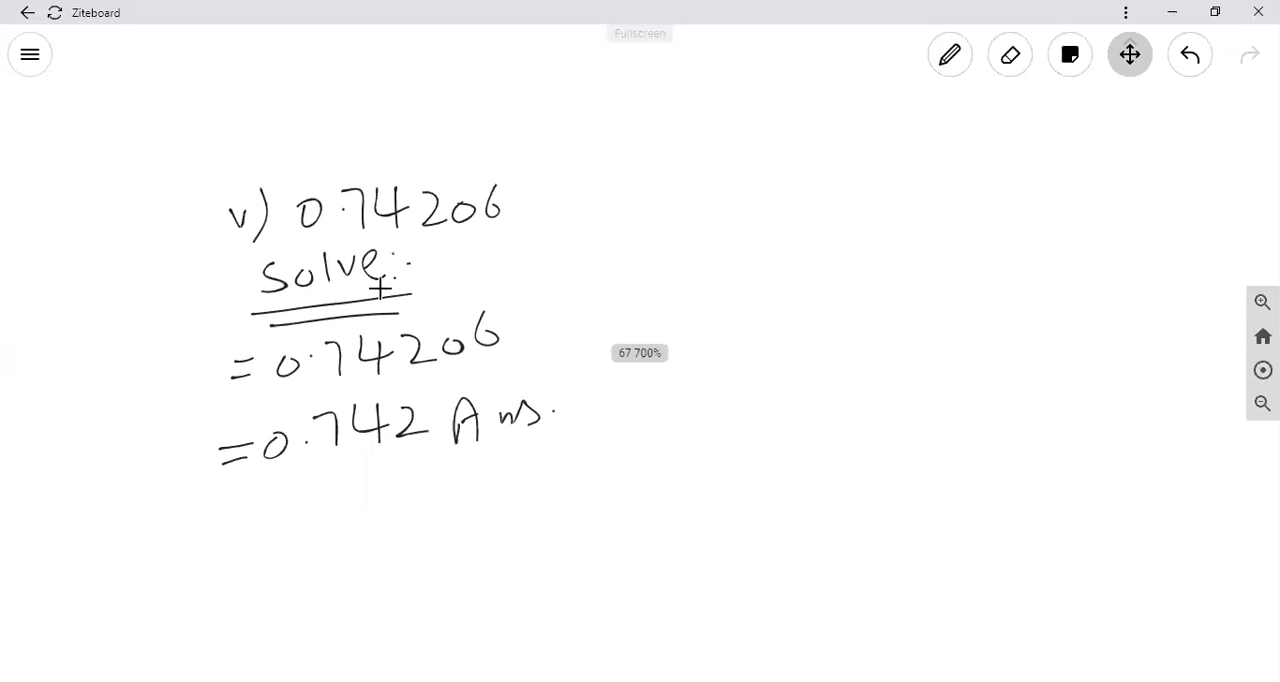 Ziteboard
Fullscreen
v) 0.74206
Solve:-
= 0.74206
67 700%
= 0.742 Ans.